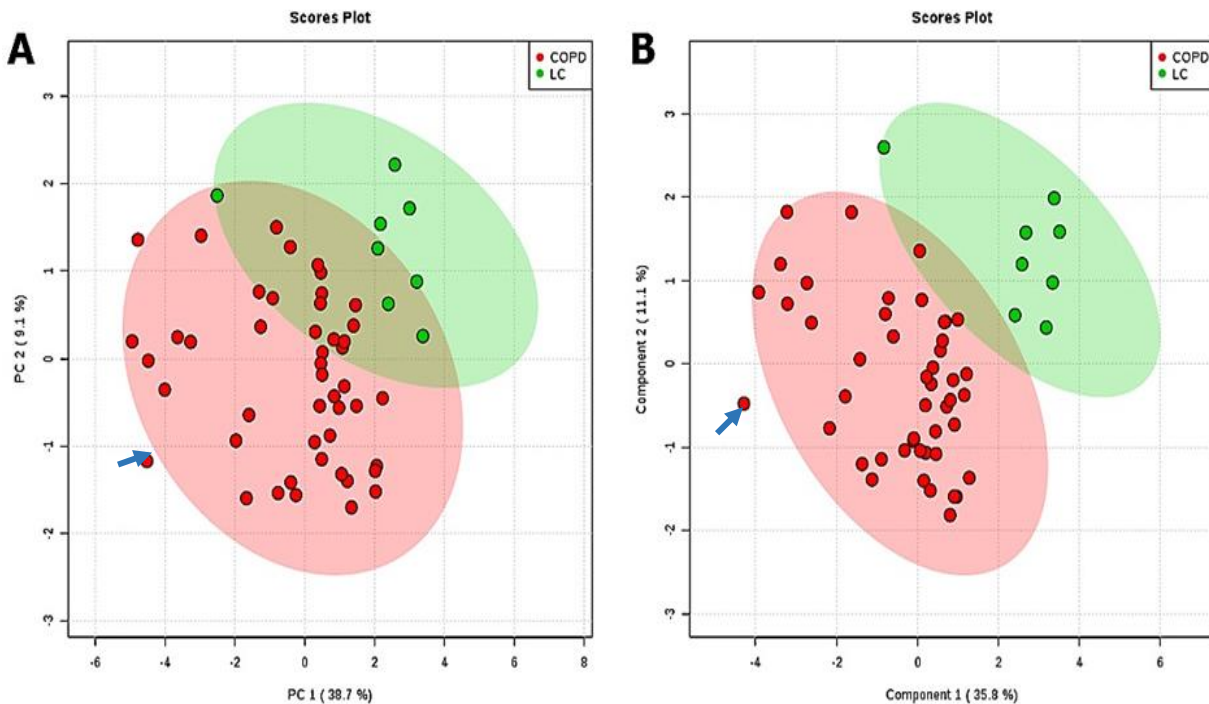 A
Scores Plot
COPD
LC
3
2
1
0
-1
-2
-3
PC 2 ( 9.1 %)
-6 -4 -2 0 2 4 6 8
PC 1 ( 38.7 %)
B
Scores Plot
COPD
LC
3
2
1
0
-1
-2
-3
Component 2 ( 11.1 %)
-4 -2 0 2 4 6
Component 1 ( 35.8 %)